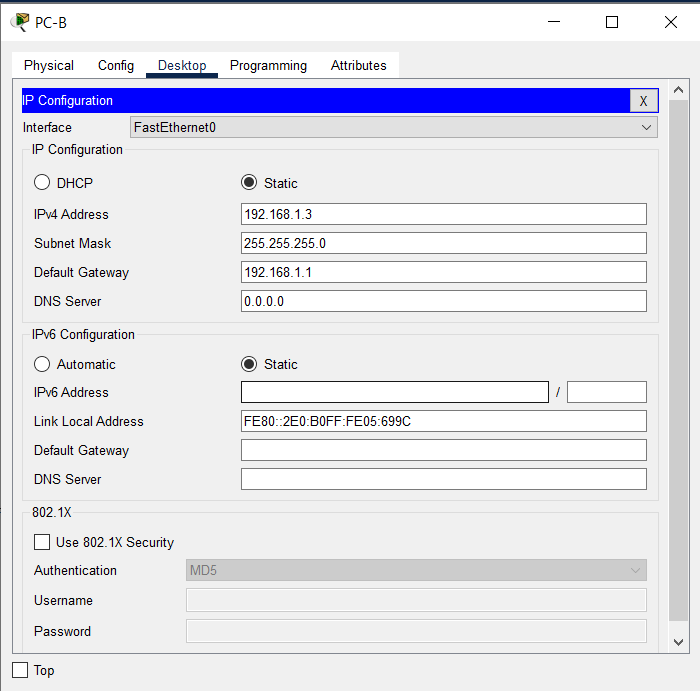 PC-B
Physical Config Desktop Programming Attributes
IP Configuration X
Interface FastEthernet0
IP Configuration
DHCP Static
IPv4 Address 192.168.1.3
Subnet Mask 255.255.255.0
Default Gateway 192.168.1.1
DNS Server 0.0.0.0
IPv6 Configuration
Automatic Static
IPv6 Address /
Link Local Address FE80::2E0:B0FF:FE05:699C
Default Gateway
DNS Server
802.1X
Use 802.1X Security
Authentication MD5
Username
Password
Top